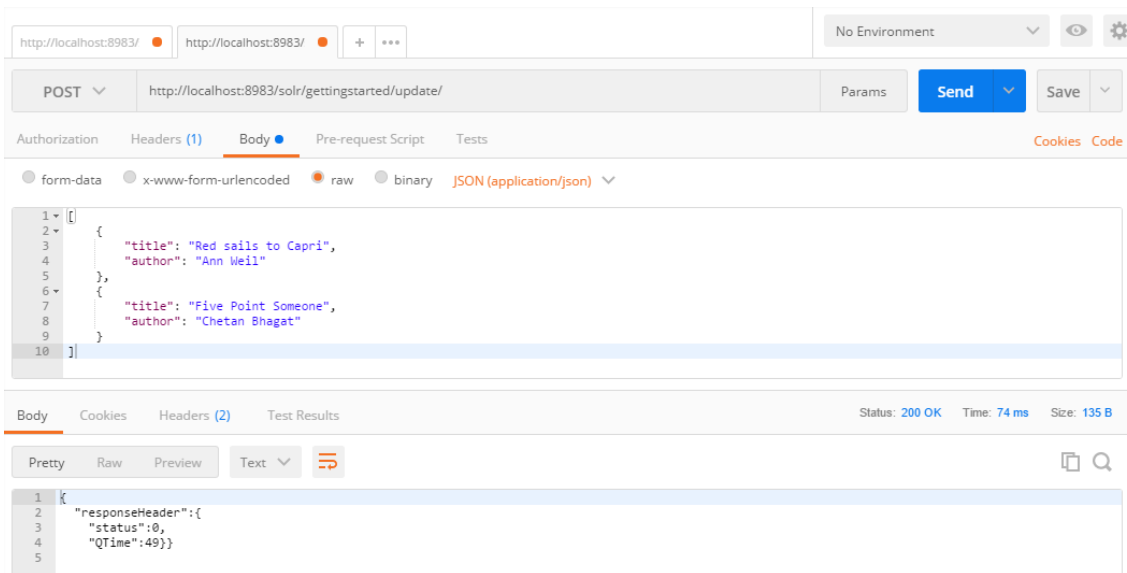 http://localhost:8983/ http://localhost:8983/ + ••• No Environment
POST http://localhost:8983/solr/gettingstarted/update/ Params Send Save
Authorization Headers (1) Body Pre-request Script Tests Cookies Code
form-data x-www-form-urlencoded raw binary JSON (application/json)
1 [
2 {
3 "title": "Red sails to Capri",
4 "author": "Ann Weil"
5 },
6 {
7 "title": "Five Point Someone",
8 "author": "Chetan Bhagat"
9 }
10 ]
Body Cookies Headers (2) Test Results Status: 200 OK Time: 74 ms Size: 135 B
Pretty Raw Preview Text
1 {
2 "responseHeader":{
3 "status":0,
4 "QTime":49}}
5